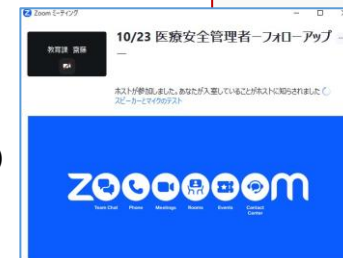 Zoom ミーティング
10/23 医療安全管理者ーフォローアップ
教育課 齋藤
ホストが参加しました。あなたが入室していることがホストに知らされました
スピーカーとマイクのテスト
ZOOOOOOM
Team Chat Phone Meetings Rooms Events Contact Center